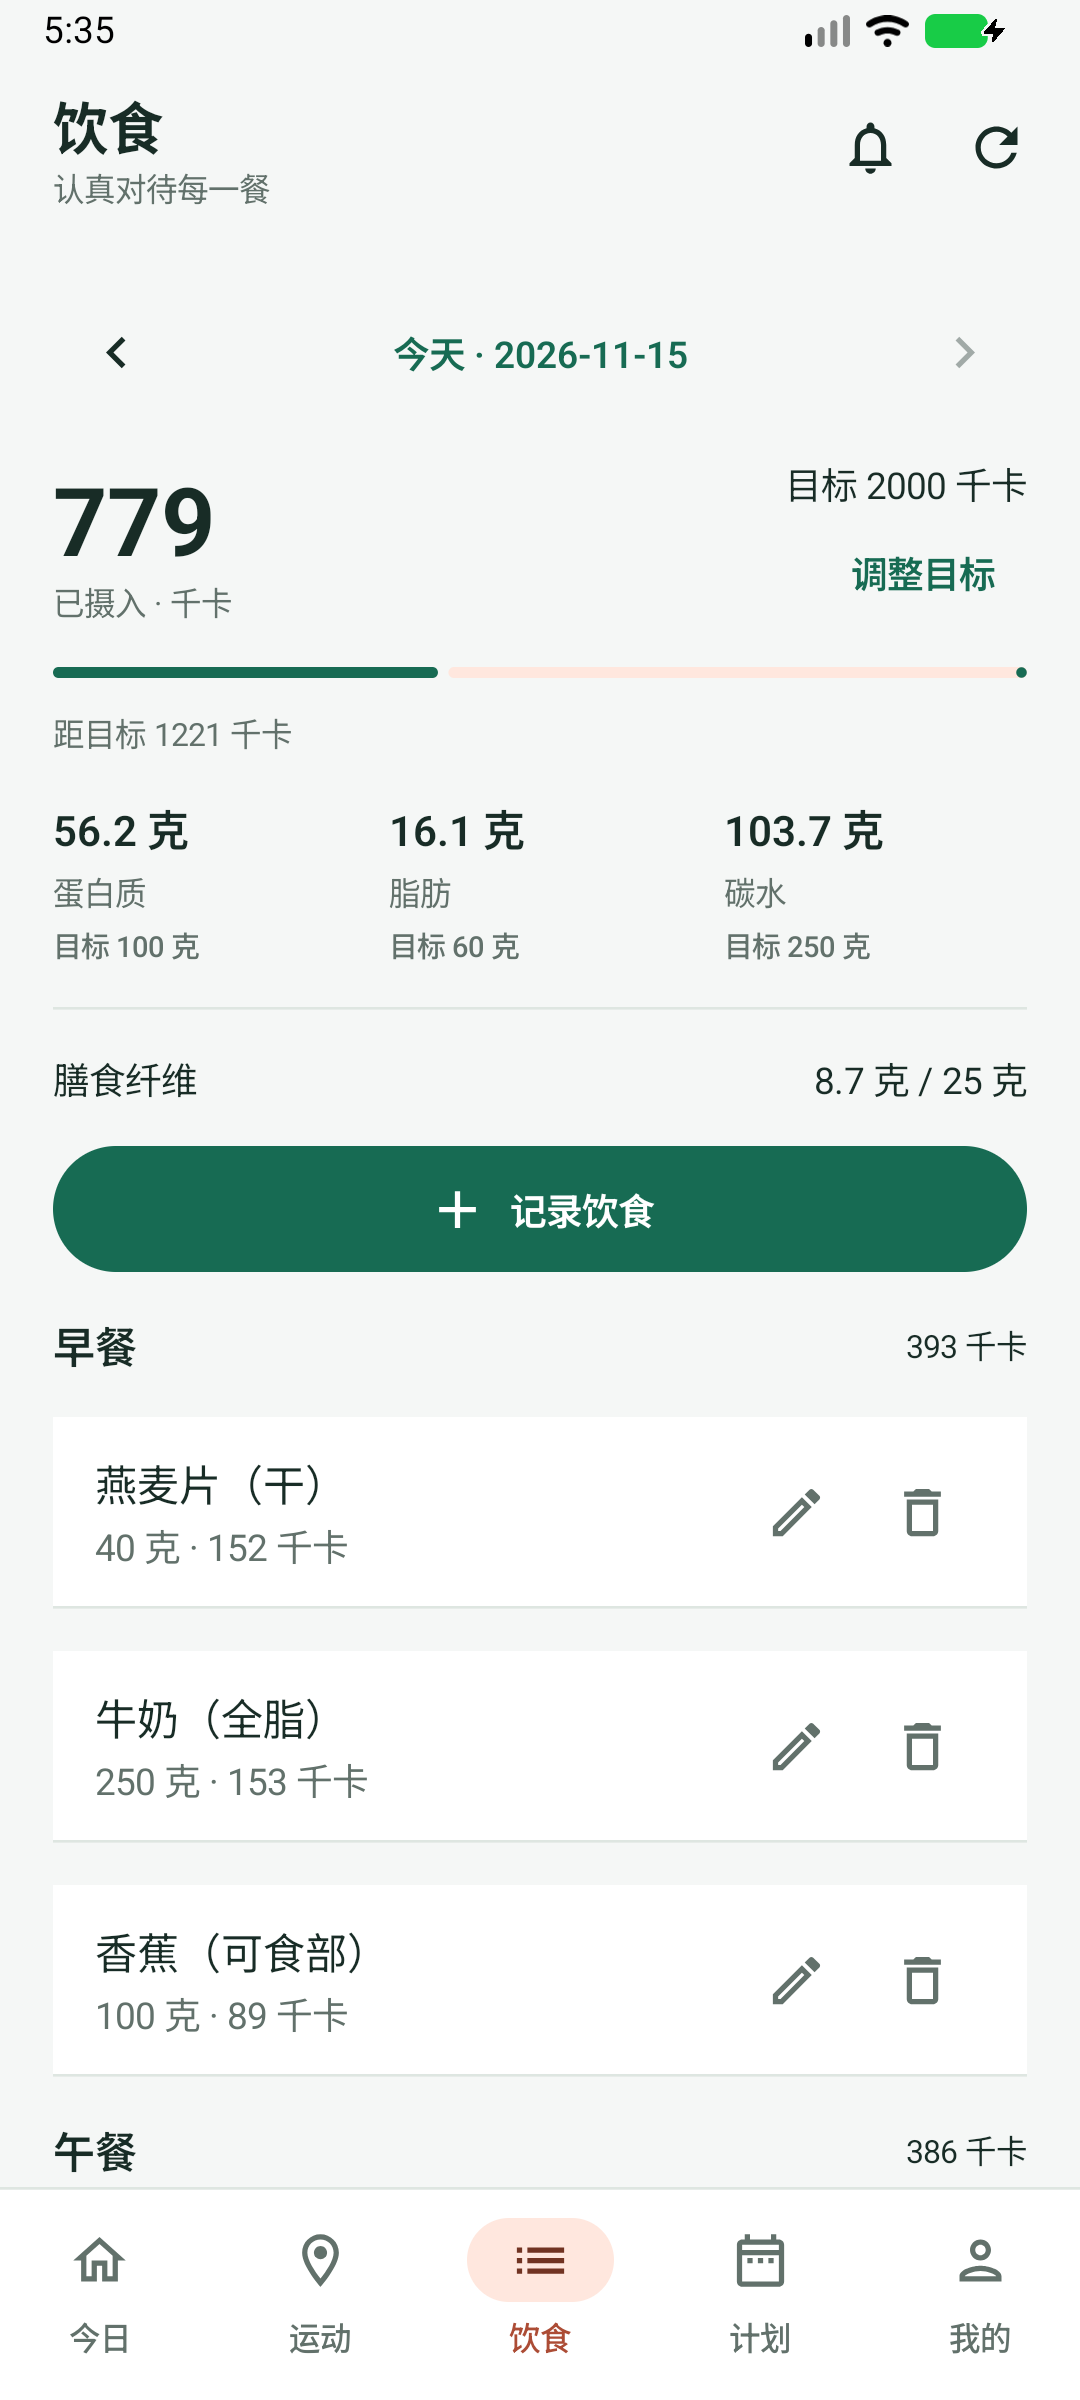 5:35
饮食
认真对待每一餐
今天 · 2026-11-15
779
目标 2000 千卡
调整目标
已摄入 · 千卡
距目标 1221 千卡
56.2 克
16.1 克
103.7 克
蛋白质
脂肪
碳水
目标 100 克
目标 60 克
目标 250 克
膳食纤维
8.7 克 / 25 克
记录饮食
早餐
393 千卡
燕麦片（干）
40 克 · 152 千卡
牛奶（全脂）
250 克 · 153 千卡
香蕉（可食部）
100 克 · 89 千卡
午餐
386 千卡
今日
运动
饮食
计划
我的